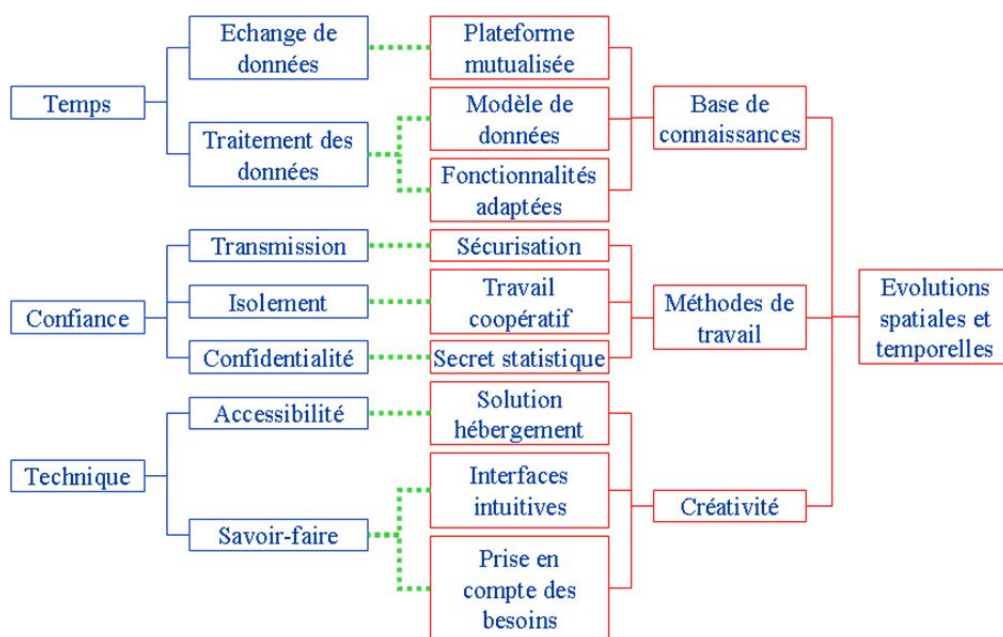 Temps
Echange de
données
Traitement des
données
Plateforme
mutualisée
Modèle de
données
Fonctionnalités
adaptées
Base de
connaissances
Confiance
Transmission
Isolement
Confidentialité
Sécurisation
Travail
coopératif
Secret statistique
Méthodes de
travail
Technique
Accessibilité
Savoir-faire
Solution
hébergement
Interfaces
intuitives
Prise en
compte des
besoins
Créativité
Evolutions
spatiales et
temporelles